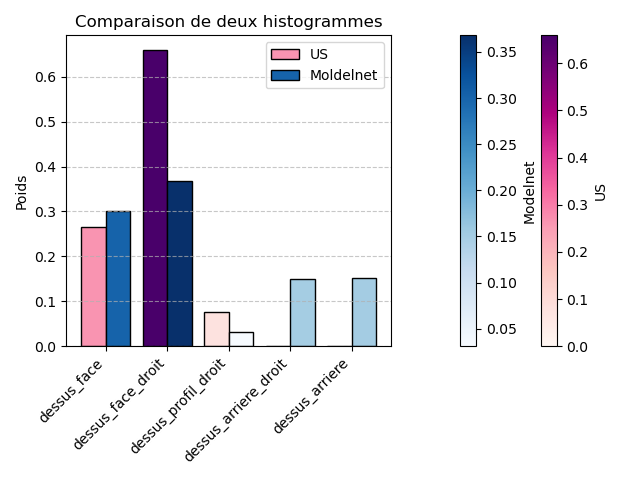 Comparaison de deux histogrammes
US
Moldelnet
Poids
0.6
0.5
0.4
0.3
0.2
0.1
0.0
dessus_face
dessus_face_droit
dessus_profil_droit
dessus_arriere_droit
dessus_arriere
0.35
0.30
0.25
0.20
0.15
0.10
0.05
Modelnet
0.6
0.5
0.4
0.3
0.2
0.1
0.0
US